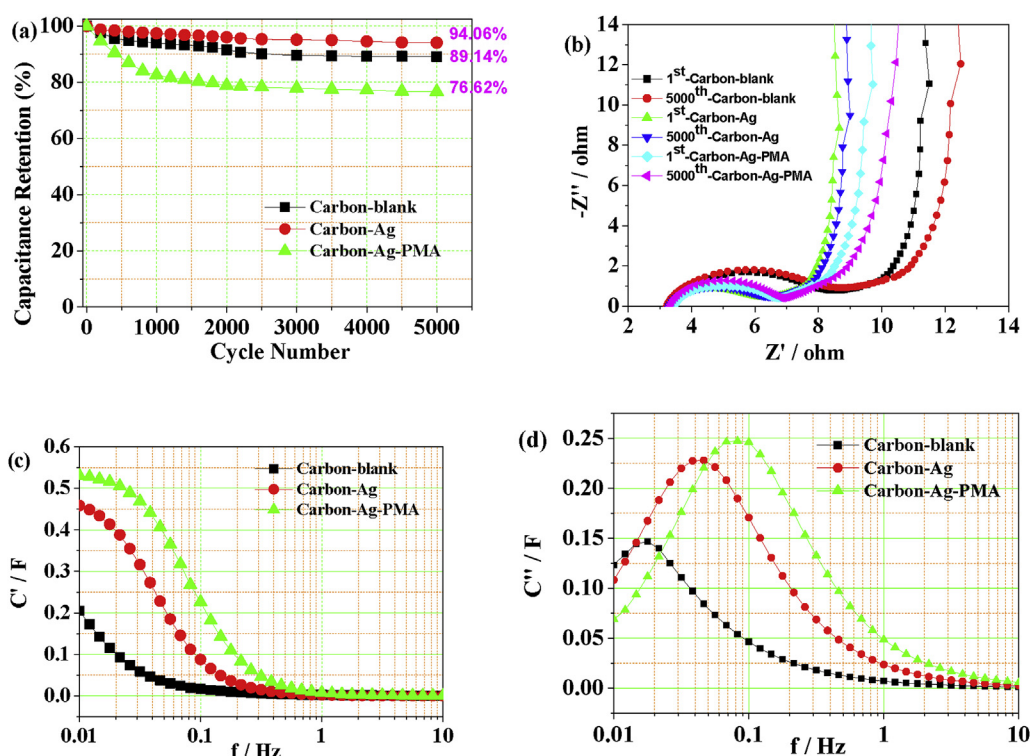 (a)
Capacitance Retention (%)
100
80
60
40
20
0
94.06%
89.14%
76.62%
Carbon-blank
Carbon-Ag
Carbon-Ag-PMA
0 1000 2000 3000 4000 5000
Cycle Number
(b)
-Z'' / ohm
14
12
10
8
6
4
2
0
1st-Carbon-blank
5000th-Carbon-blank
1st-Carbon-Ag
5000th-Carbon-Ag
1st-Carbon-Ag-PMA
5000th-Carbon-Ag-PMA
2 4 6 8 10 12 14
Z' / ohm
(c)
C' / F
0.6
0.5
0.4
0.3
0.2
0.1
0.0
Carbon-blank
Carbon-Ag
Carbon-Ag-PMA
0.01 0.1 1 10
f / Hz
(d)
C'' / F
0.25
0.20
0.15
0.10
0.05
0.00
Carbon-blank
Carbon-Ag
Carbon-Ag-PMA
0.01 0.1 1 10
f / Hz